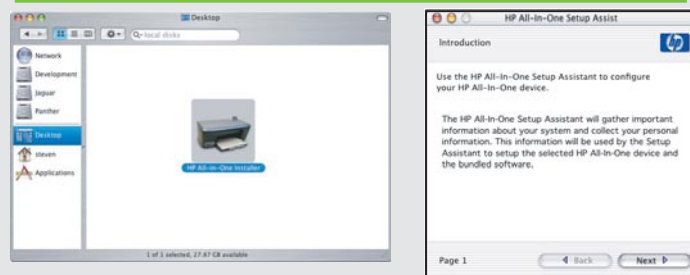 Desktop
Q- local disks
Network
Development
Jaguar
Panther
Desktop
steven
Applications
HP All-in-One Installer
1 of 1 selected, 27.87 GB available
HP All-In-One Setup Assist
Introduction
hp
Use the HP All-In-One Setup Assistant to configure
your HP All-In-One device.
The HP All-In-One Setup Assistant will gather important
information about your system and collect your personal
information. This information will be used by the Setup
Assistant to setup the selected HP All-In-One device and
the bundled software.
Page 1
Back
Next